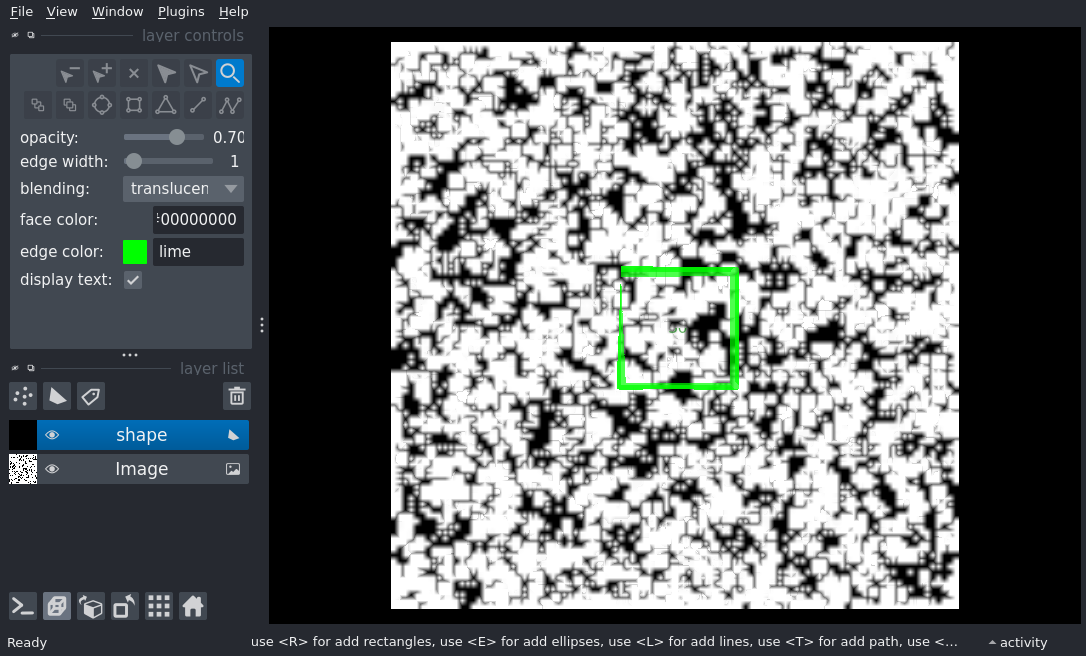 File View Window Plugins Help
layer controls
opacity: 0.70
edge width: 1
blending: translucen
face color: 00000000
edge color: lime
display text:
layer list
shape
Image
Ready use <R> for add rectangles, use <E> for add ellipses, use <L> for add lines, use <T> for add path, use <... activity